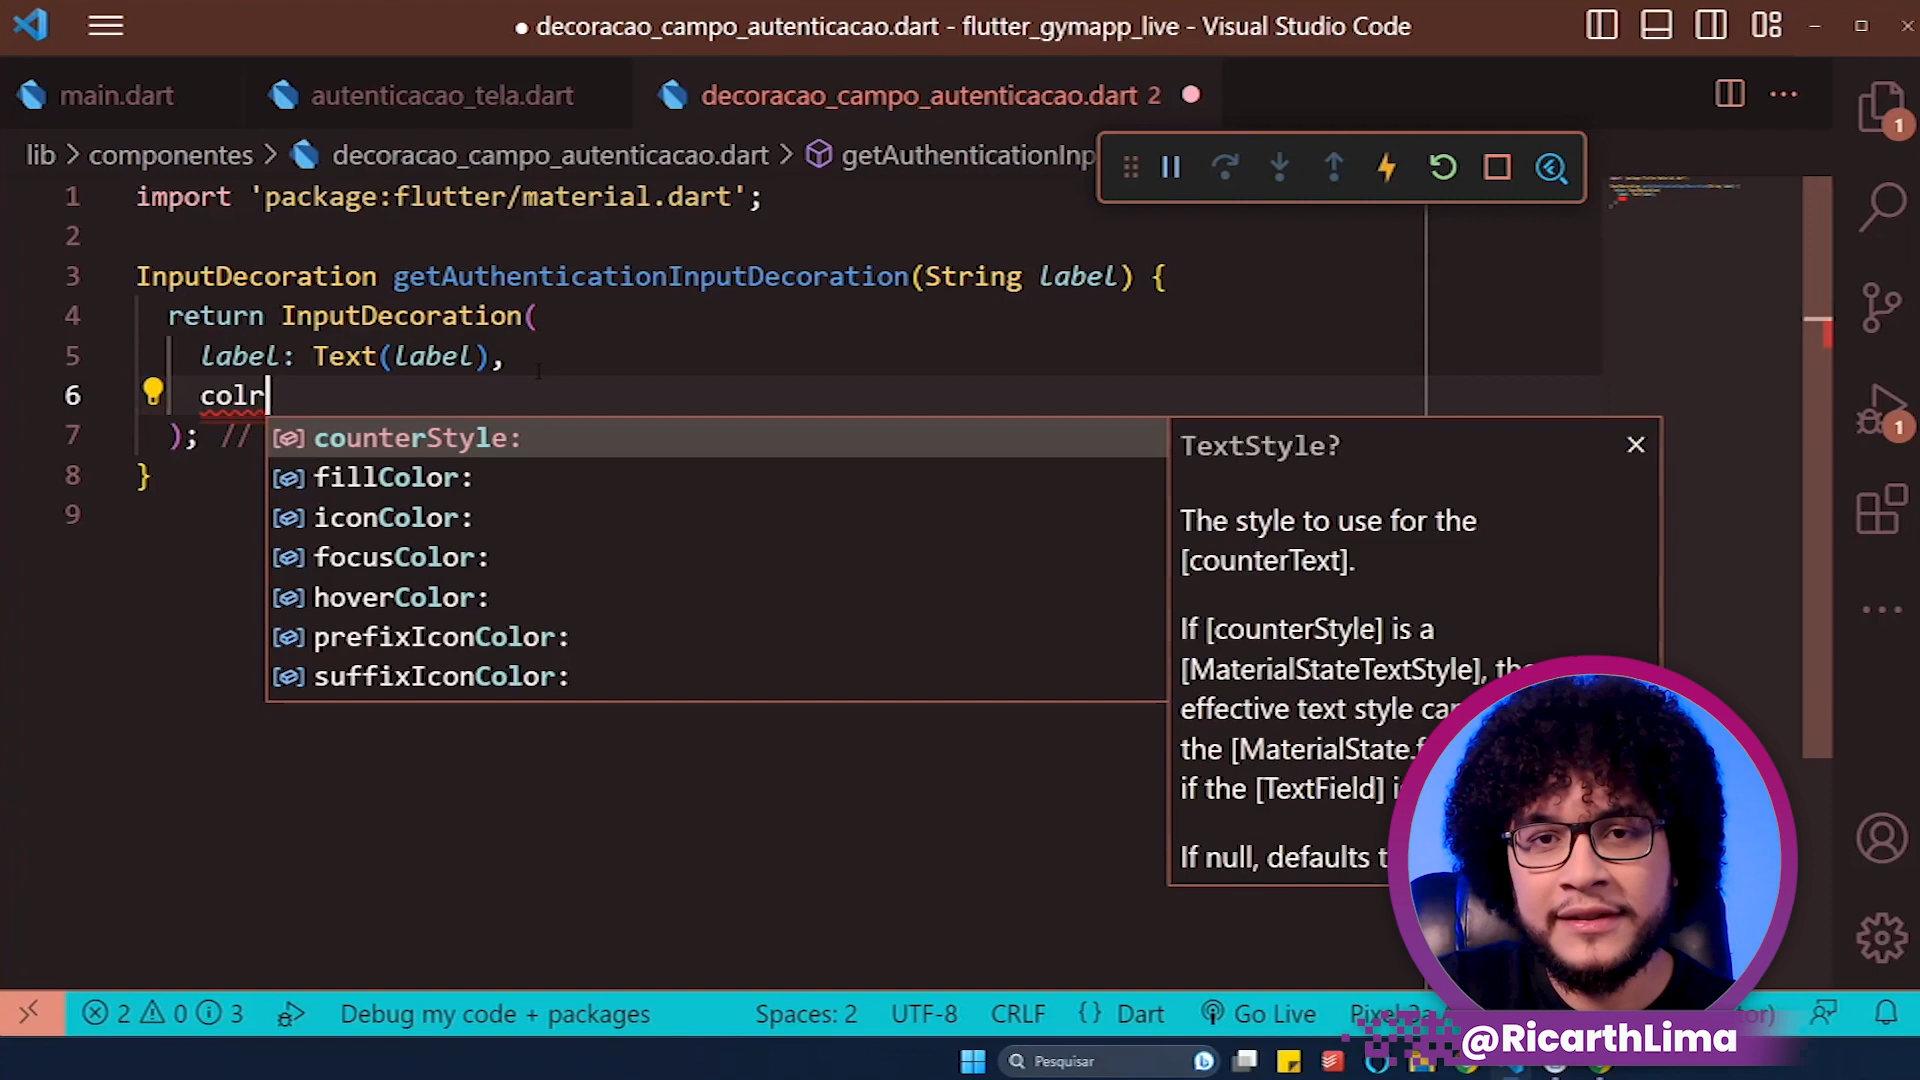 ● decoracao_campo_autenticacao.dart - flutter_gymapp_live - Visual Studio Code
main.dart
autenticacao_tela.dart
decoracao_campo_autenticacao.dart 2
lib > componentes > decoracao_campo_autenticacao.dart > getAuthenticationInp
1 import 'package:flutter/material.dart';
2
3 InputDecoration getAuthenticationInputDecoration(String label) {
4 return InputDecoration(
5 label: Text(label),
6 colr
7 ); //
8 }
9
counterStyle:
fillColor:
iconColor:
focusColor:
hoverColor:
prefixIconColor:
suffixIconColor:
TextStyle?
The style to use for the
[counterText].
If [counterStyle] is a
[MaterialStateTextStyle],
effective text style
the [MaterialState.
if the [TextField]
If null, defaults
1
1
2 0 3 Debug my code + packages Spaces: 2 UTF-8 CRLF {} Dart Go Live
@RicarthLima
Pesquisar